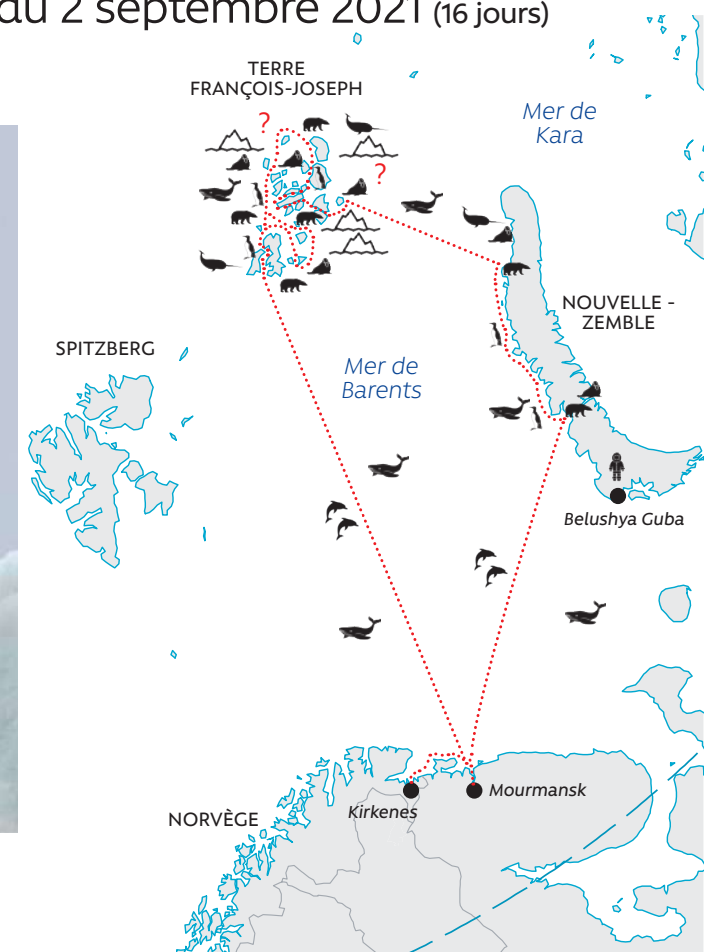 du 2 septembre 2021 (16 jours)
TERRE
FRANÇOIS-JOSEPH
?
Mer de
Kara
?
NOUVELLE -
ZEMBLE
SPITZBERG
Mer de
Barents
Belushya Guba
Mourmansk
Kirkenes
NORVÈGE